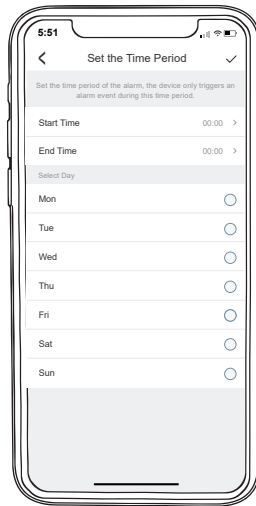 5:51
Set the Time Period
Set the time period of the alarm, the device only triggers an
alarm event during this time period.
Start Time 00:00
End Time 00:00
Select Day
Mon
Tue
Wed
Thu
Fri
Sat
Sun